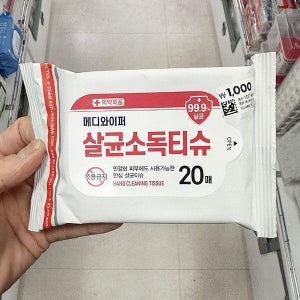 의약외품
99.9%
살균
₩1,000
메디와이퍼
살균소독티슈
OPEN
민감한 피부에도 사용가능한
안심 살균티슈
20매
HAND CLEANING TISSUE